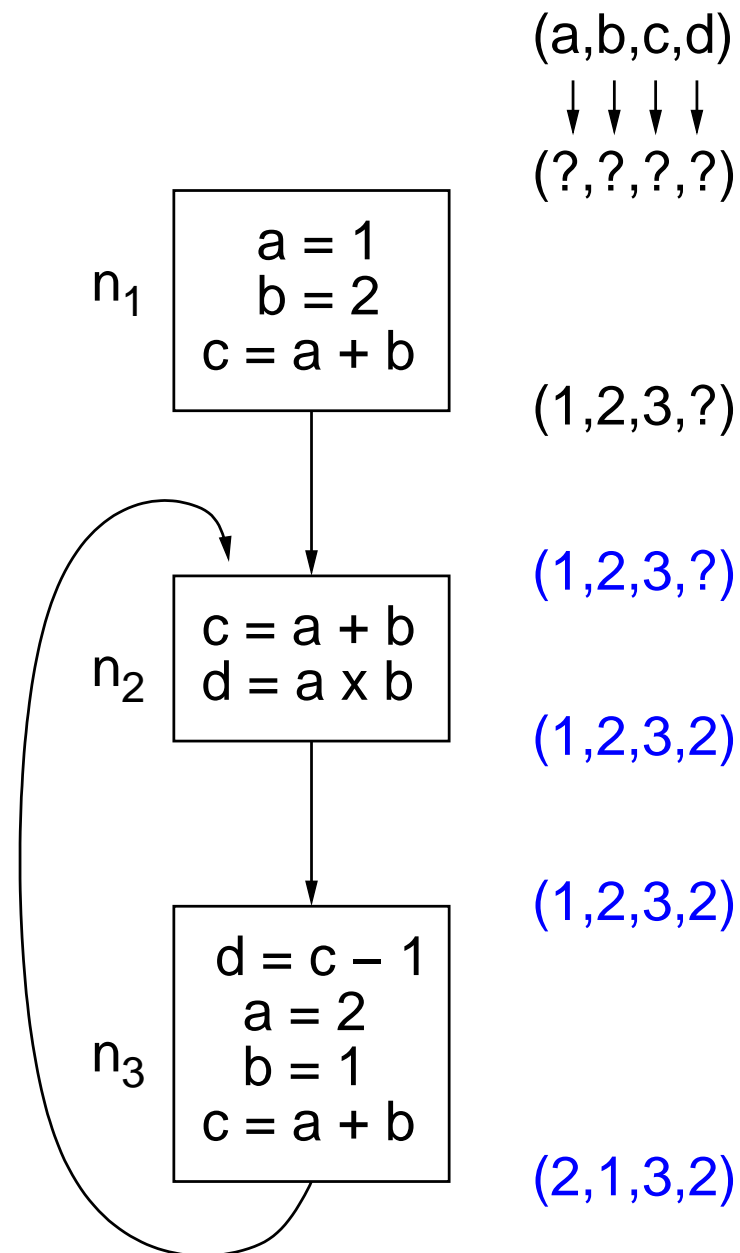 (a,b,c,d)
(?,?,?,?)
n₁
a = 1
b = 2
c = a + b
(1,2,3,?)
(1,2,3,?)
n₂
c = a + b
d = a x b
(1,2,3,2)
(1,2,3,2)
n₃
d = c – 1
a = 2
b = 1
c = a + b
(2,1,3,2)